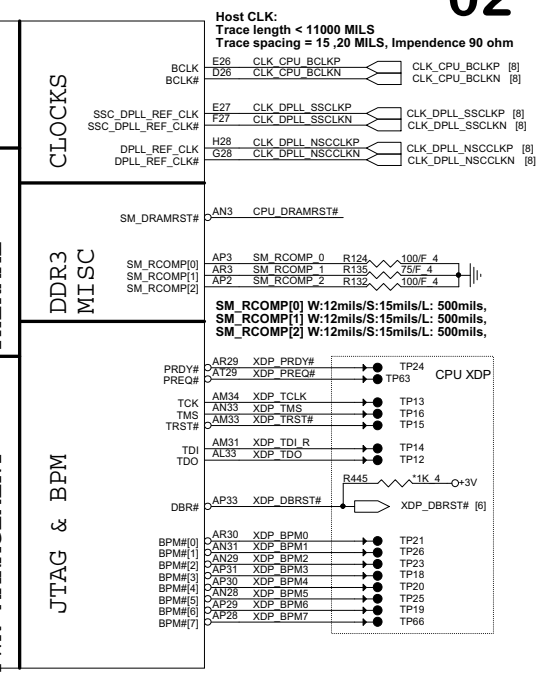 02
Host CLK:
Trace length < 11000 MILS
Trace spacing = 15 ,20 MILS, Impendence 90 ohm
CLOCKS
BCLK E26 CLK_CPU_BCLKP CLK_CPU_BCLKP [8]
BCLK# D26 CLK_CPU_BCLKN CLK_CPU_BCLKN [8]
SSC_DPLL_REF_CLK E27 CLK_DPLL_SSCLKP CLK_DPLL_SSCLKP [8]
SSC_DPLL_REF_CLK# F27 CLK_DPLL_SSCLKN CLK_DPLL_SSCLKN [8]
DPLL_REF_CLK H28 CLK_DPLL_NSCCLKP CLK_DPLL_NSCCLKP [8]
DPLL_REF_CLK# G28 CLK_DPLL_NSCCLKN CLK_DPLL_NSCCLKN [8]
DDR3
MISC
SM_DRAMRST# AN3 CPU_DRAMRST#
SM_RCOMP[0] AP3 SM_RCOMP_0 R124 100/F_4
SM_RCOMP[1] AR3 SM_RCOMP_1 R135 75/F_4
SM_RCOMP[2] AP2 SM_RCOMP_2 R132 100/F_4
SM_RCOMP[0] W:12mils/S:15mils/L: 500mils,
SM_RCOMP[1] W:12mils/S:15mils/L: 500mils,
SM_RCOMP[2] W:12mils/S:15mils/L: 500mils,
JTAG & BPM
CPU XDP
PRDY# AR29 XDP_PRDY# TP24
PREQ# AT29 XDP_PREQ# TP63
TCK AM34 XDP_TCLK TP13
TMS AN33 XDP_TMS TP16
TRST# AM33 XDP_TRST# TP15
TDI AM31 XDP_TDI_R TP14
TDO AL33 XDP_TDO TP12
R445 *1K_4 +3V
DBR# AP33 XDP_DBRST# XDP_DBRST# [6]
BPM#[0] AR30 XDP_BPM0 TP21
BPM#[1] AN31 XDP_BPM1 TP26
BPM#[2] AN29 XDP_BPM2 TP23
BPM#[3] AP31 XDP_BPM3 TP18
BPM#[4] AP30 XDP_BPM4 TP20
BPM#[5] AN28 XDP_BPM5 TP25
BPM#[6] AP29 XDP_BPM6 TP19
BPM#[7] AP28 XDP_BPM7 TP66